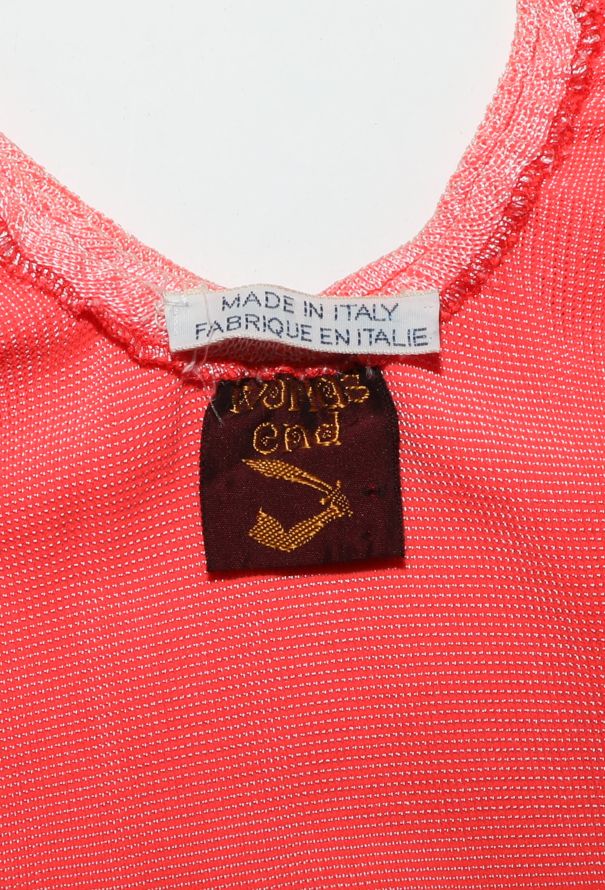 MADE IN ITALY
FABRIQUE EN ITALIE
worlds
end